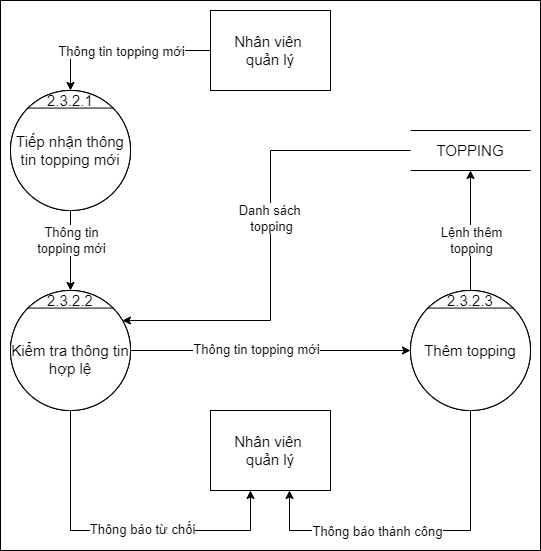 Nhân viên
quản lý
Thông tin topping mới
2.3.2.1
Tiếp nhận thông
tin topping mới
TOPPING
Danh sách
topping
Thông tin
topping mới
Lệnh thêm
topping
2.3.2.2
Kiểm tra thông tin
hợp lệ
Thông tin topping mới
2.3.2.3
Thêm topping
Nhân viên
quản lý
Thông báo từ chối
Thông báo thành công